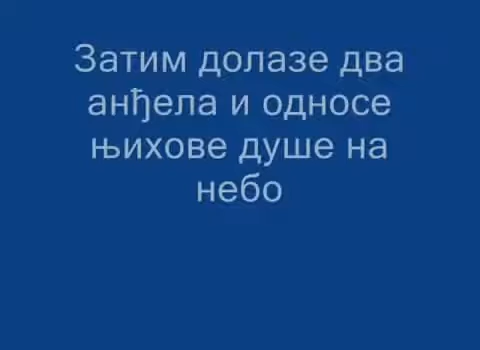 Затим долазе два
анђела и односе
њихове душе на
небо